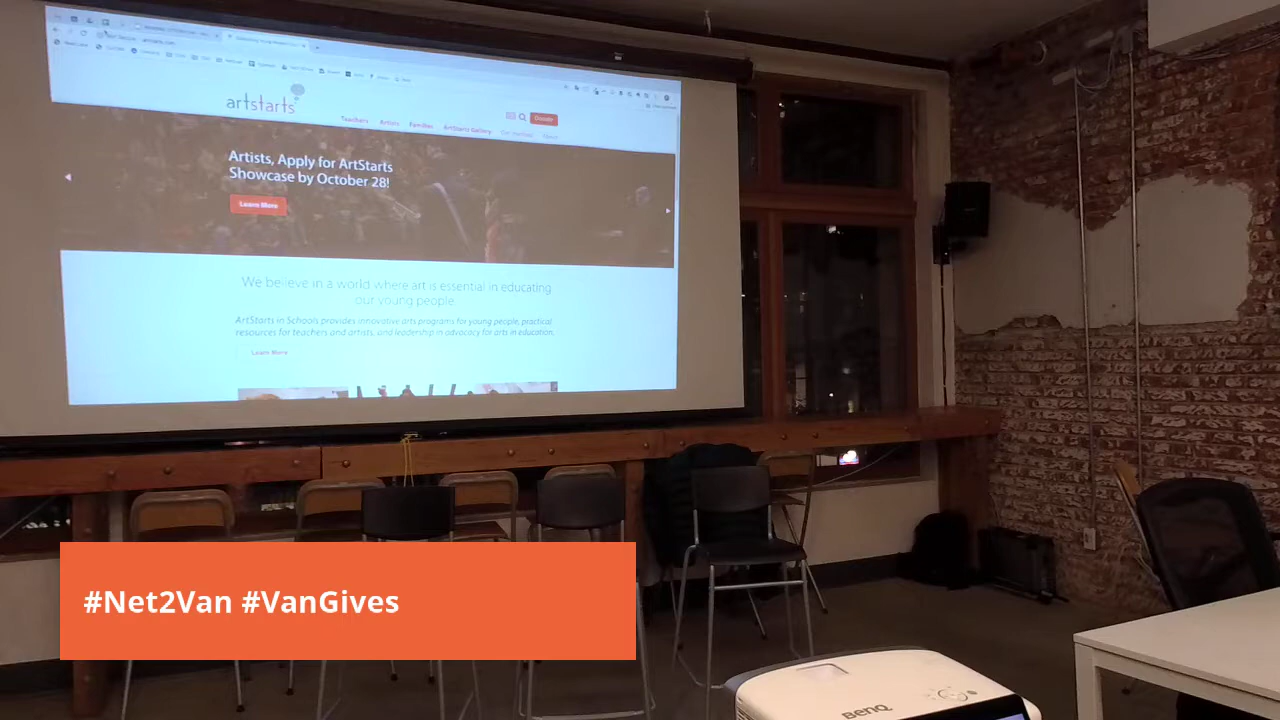 artstarts
Donate
Teachers Artists Families ArtStarts Gallery Our Initiatives About
Artists, Apply for ArtStarts
Showcase by October 28!
Learn More
We believe in a world where art is essential in educating
our young people.
ArtStarts in Schools provides innovative arts programs for young people, practical
resources for teachers and artists, and leadership in advocacy for arts in education.
Learn More
#Net2Van #VanGives
BenQ